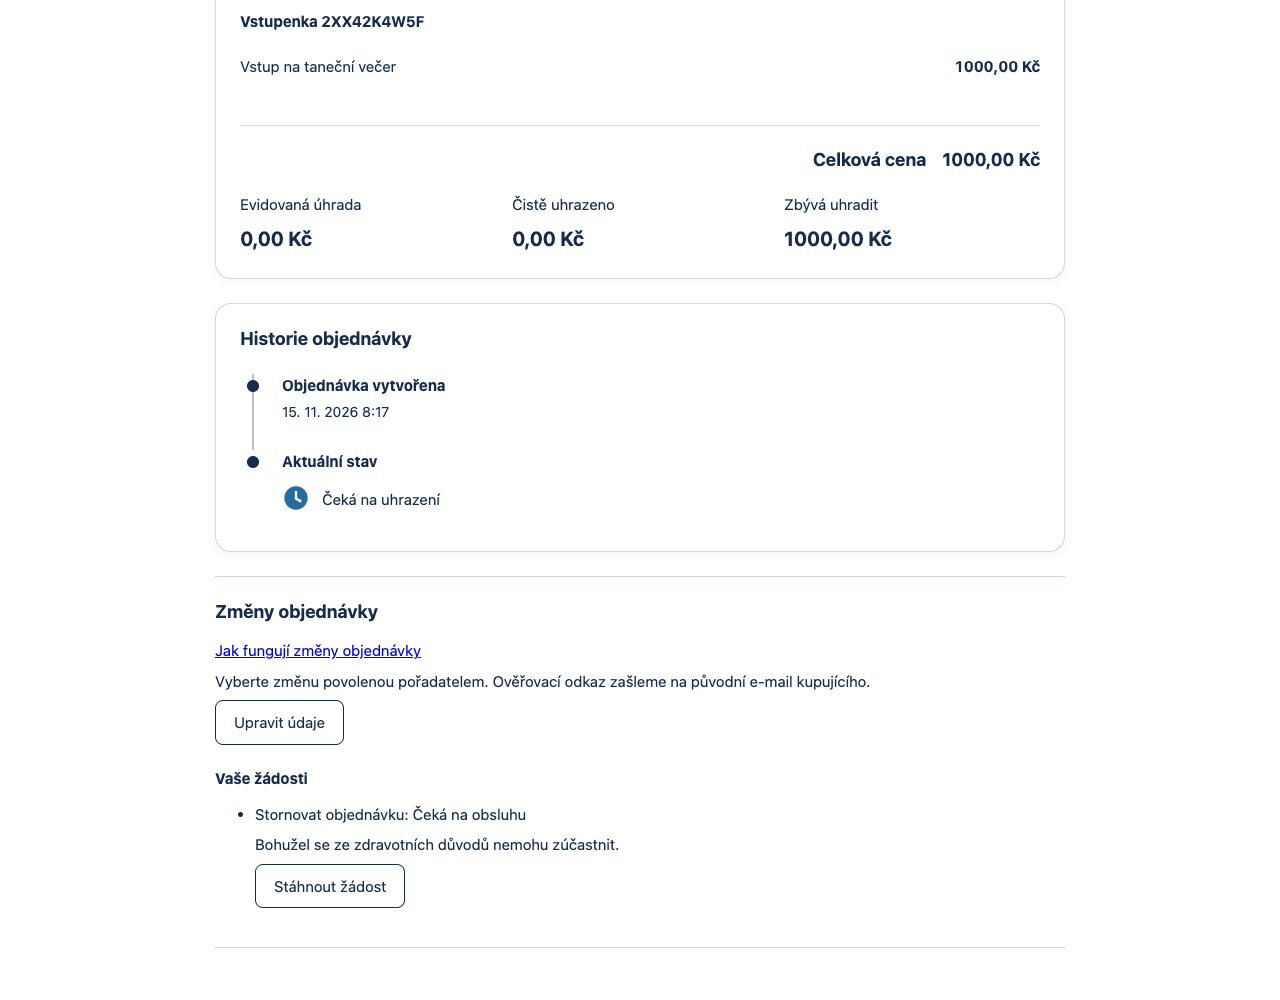 Vstupenka 2XX42K4W5F
Vstup na taneční večer 1000,00 Kč
Celková cena 1000,00 Kč
Evidovaná úhrada Čistě uhrazeno Zbývá uhradit
0,00 Kč 0,00 Kč 1000,00 Kč
Historie objednávky
Objednávka vytvořena
15. 11. 2026 8:17
Aktuální stav
Čeká na uhrazení
Změny objednávky
Jak fungují změny objednávky
Vyberte změnu povolenou pořadatelem. Ověřovací odkaz zašleme na původní e-mail kupujícího.
Upravit údaje
Vaše žádosti
Stornovat objednávku: Čeká na obsluhu
Bohužel se ze zdravotních důvodů nemohu zúčastnit.
Stáhnout žádost